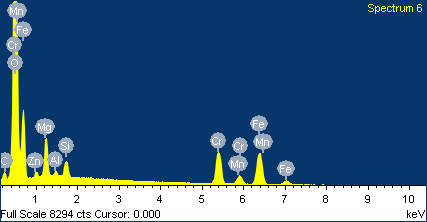 Spectrum 6
Mn
Fe
Cr
O
Mg
Si
C
Zn
Al
Cr
Cr
Mn
Fe
Mn
Fe
1 2 3 4 5 6 7 8 9 10
Full Scale 8294 cts Cursor: 0.000 keV